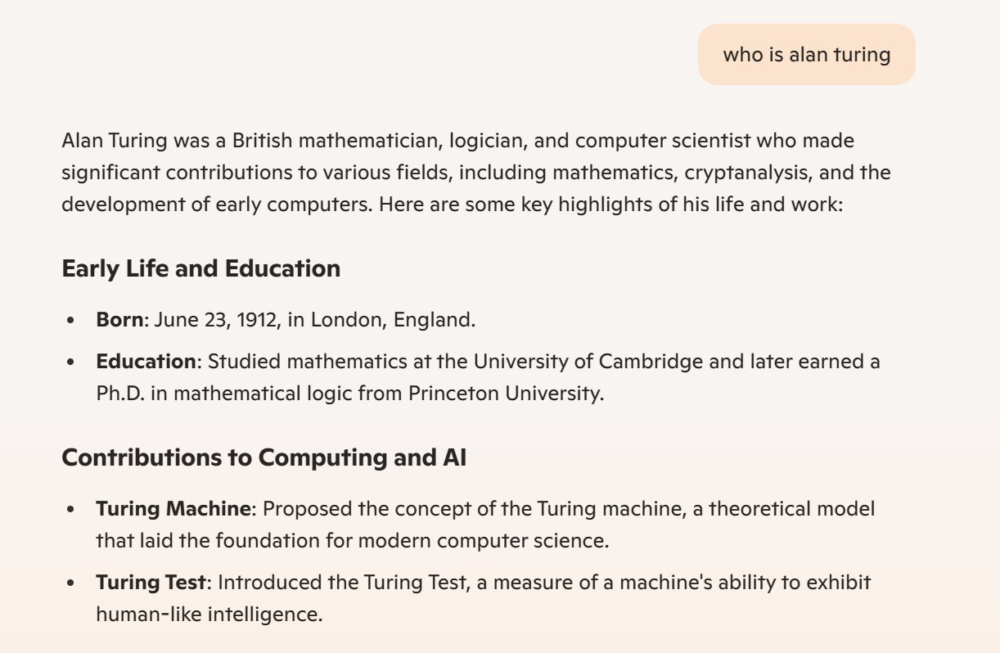 who is alan turing
Alan Turing was a British mathematician, logician, and computer scientist who made
significant contributions to various fields, including mathematics, cryptanalysis, and the
development of early computers. Here are some key highlights of his life and work:
Early Life and Education
• Born: June 23, 1912, in London, England.
• Education: Studied mathematics at the University of Cambridge and later earned a
Ph.D. in mathematical logic from Princeton University.
Contributions to Computing and AI
• Turing Machine: Proposed the concept of the Turing machine, a theoretical model
that laid the foundation for modern computer science.
• Turing Test: Introduced the Turing Test, a measure of a machine's ability to exhibit
human-like intelligence.